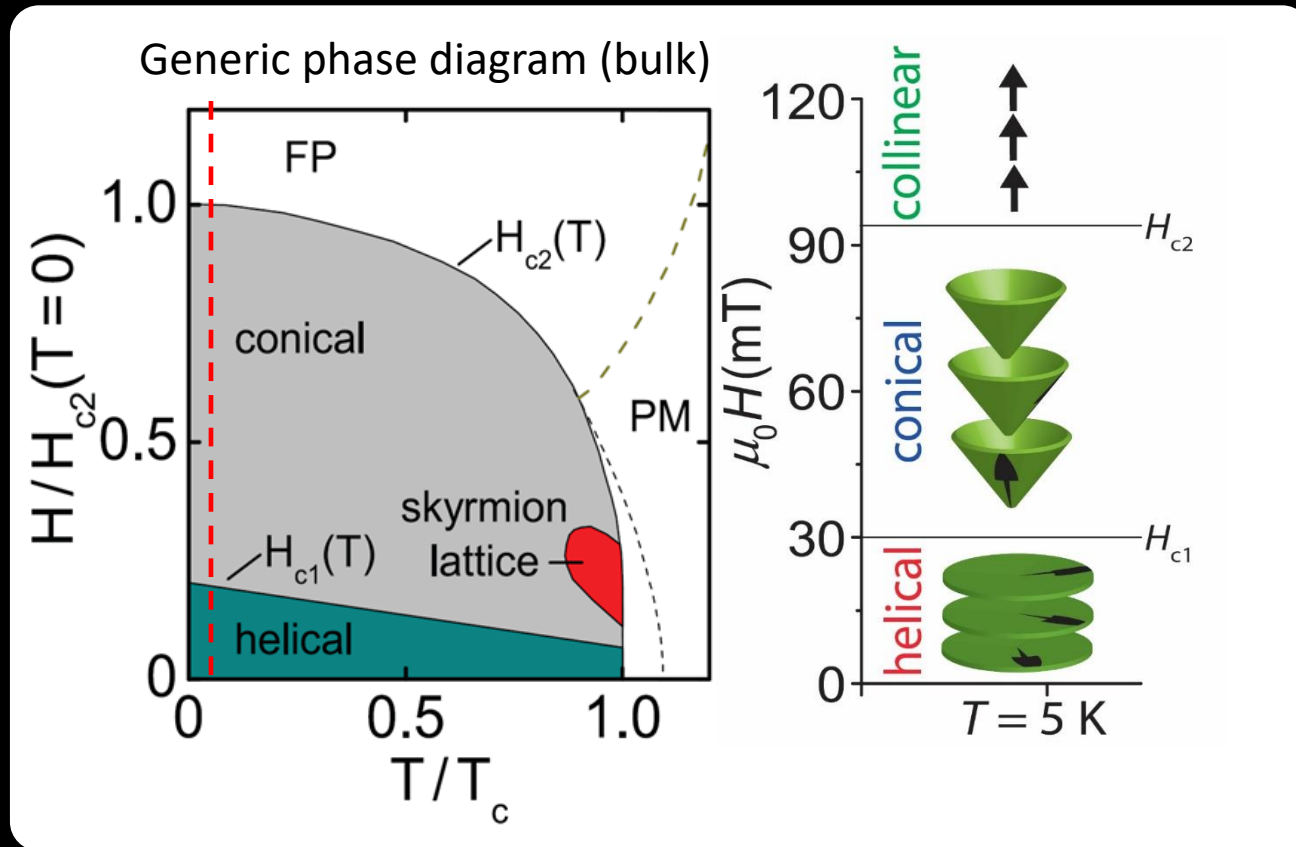 Generic phase diagram (bulk)
H/H_c2(T=0)
1.0
0.5
0
FP
H_c2(T)
conical
PM
skyrmion
lattice
H_c1(T)
helical
0
0.5
1.0
T/T_c
μ₀H(mT)
120
90
60
30
0
collinear
H_c2
conical
H_c1
helical
T = 5 K